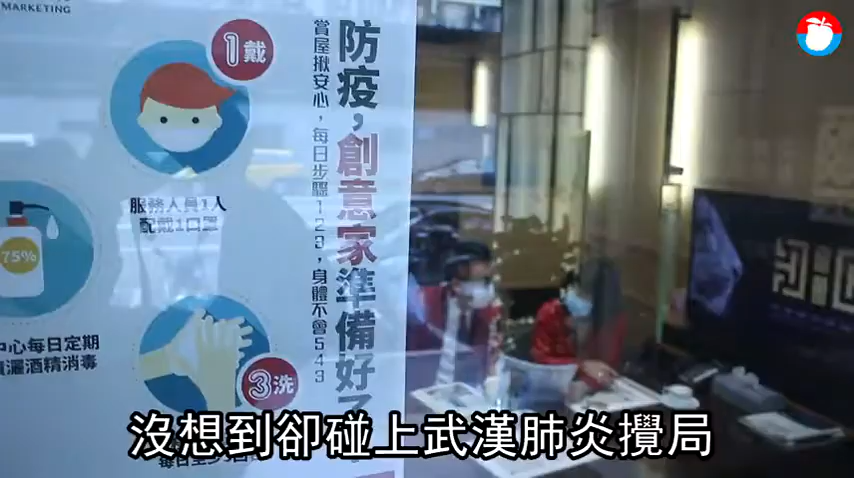 MARKETING
1戴
防疫，創意家準備好了
賞屋揪安心，每日步驟123，身體不會543
服務人員1人
配戴1口罩
75%
中心每日定期
灑酒精消毒
3洗
沒想到卻碰上武漢肺炎攪局